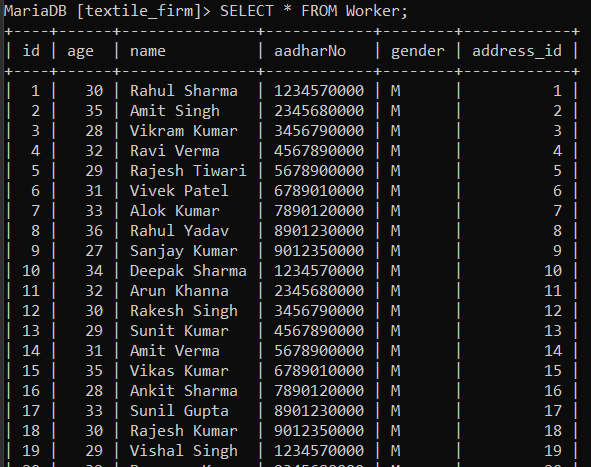 MariaDB [textile_firm]> SELECT * FROM Worker;
+----+------+---------------+------------+--------+------------+
| id | age | name | aadharNo | gender | address_id |
+----+------+---------------+------------+--------+------------+
| 1 | 30 | Rahul Sharma | 1234570000 | M | 1 |
| 2 | 35 | Amit Singh | 2345680000 | M | 2 |
| 3 | 28 | Vikram Kumar | 3456790000 | M | 3 |
| 4 | 32 | Ravi Verma | 4567890000 | M | 4 |
| 5 | 29 | Rajesh Tiwari | 5678900000 | M | 5 |
| 6 | 31 | Vivek Patel | 6789010000 | M | 6 |
| 7 | 33 | Alok Kumar | 7890120000 | M | 7 |
| 8 | 36 | Rahul Yadav | 8901230000 | M | 8 |
| 9 | 27 | Sanjay Kumar | 9012350000 | M | 9 |
| 10 | 34 | Deepak Sharma | 1234570000 | M | 10 |
| 11 | 32 | Arun Khanna | 2345680000 | M | 11 |
| 12 | 30 | Rakesh Singh | 3456790000 | M | 12 |
| 13 | 29 | Sunit Kumar | 4567890000 | M | 13 |
| 14 | 31 | Amit Verma | 5678900000 | M | 14 |
| 15 | 35 | Vikas Kumar | 6789010000 | M | 15 |
| 16 | 28 | Ankit Sharma | 7890120000 | M | 16 |
| 17 | 33 | Sunil Gupta | 8901230000 | M | 17 |
| 18 | 30 | Rajesh Kumar | 9012350000 | M | 18 |
| 19 | 29 | Vishal Singh | 1234570000 | M | 19 |